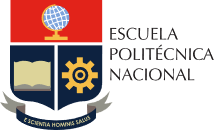 ESCUELA
POLITÉCNICA
NACIONAL
E SCIENTIA HOMINIS SALUS